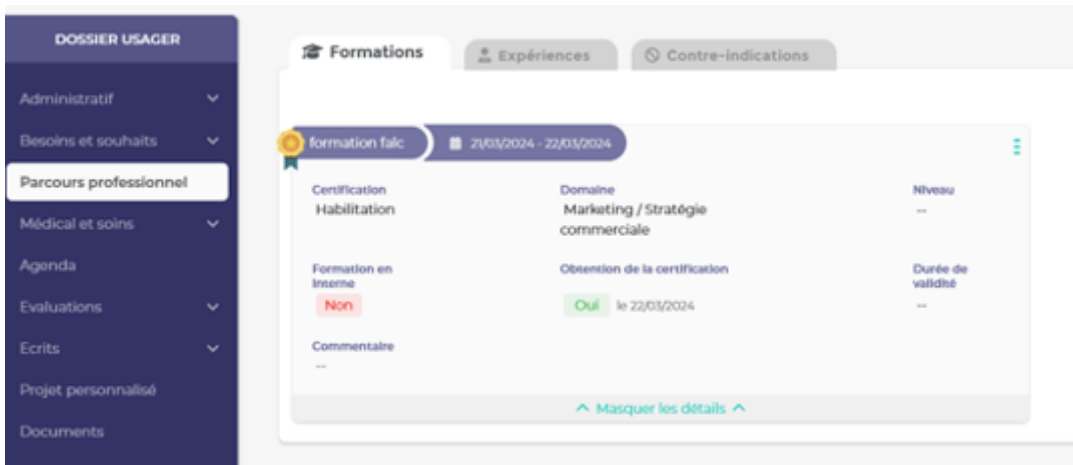 DOSSIER USAGER
Administratif
Besoins et souhaits
Parcours professionnel
Médical et soins
Agenda
Evaluations
Ecrits
Projet personnalisé
Documents
Formations
Expériences
Contre-indications
formation falc
21/03/2024 - 22/03/2024
Certification
Habilitation
Domaine
Marketing / Stratégie
commerciale
Niveau
--
Formation en
interne
Non
Obtention de la certification
Oui le 22/03/2024
Durée de
validité
--
Commentaire
--
Masquer les détails